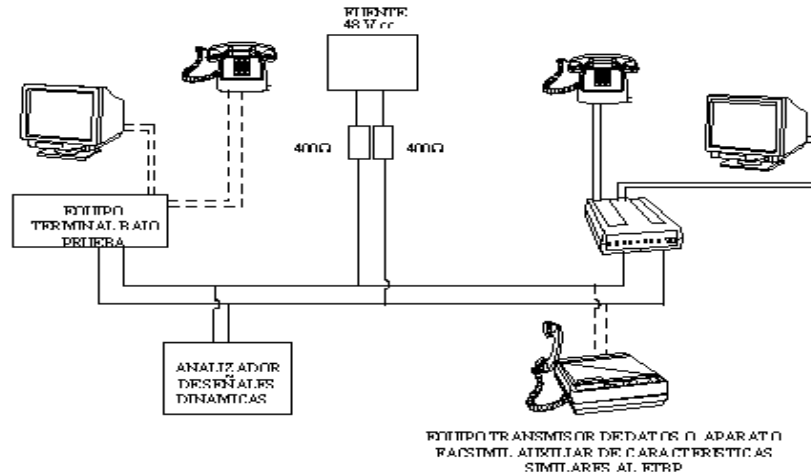 FUENTE
48 V cc
400Ω
400Ω
EQUIPO
TERMINAL BAJO
PRUEBA
ANALIZADOR
DE SEÑALES
DINAMICAS
EQUIPO TRANSMISOR DE DATOS O APARATO
FACSIMIL AUXILIAR DE CARACTERISTICAS
SIMILARES AL ETBP